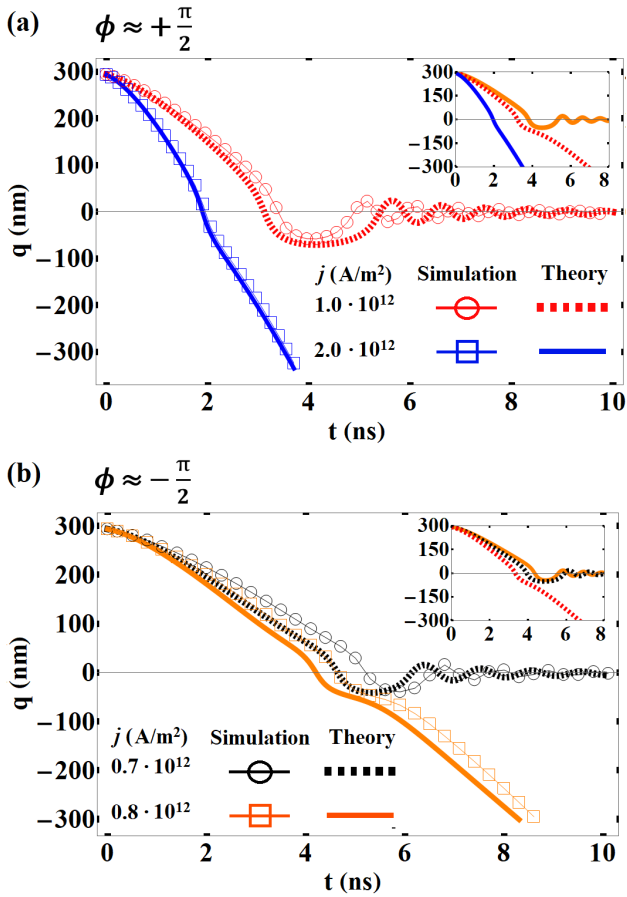 (a) ϕ ≈ + π/2
300
200
100
0
−100
−200
−300
q (nm)
0 2 4 6 8 10
t (ns)
300
150
0
−150
−300
0 2 4 6 8
j (A/m²) Simulation Theory
1.0 · 10¹²
2.0 · 10¹²
(b) ϕ ≈ − π/2
300
200
100
0
−100
−200
−300
q (nm)
0 2 4 6 8 10
t (ns)
300
150
0
−150
−300
0 2 4 6 8
j (A/m²) Simulation Theory
0.7 · 10¹²
0.8 · 10¹²